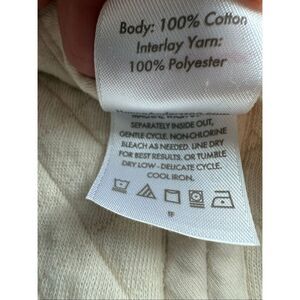 Body: 100% Cotton
Interlay Yarn:
100% Polyester
SEPARATELY INSIDE OUT,
GENTLE CYCLE. NON-CHLORINE
BLEACH AS NEEDED. LINE DRY
FOR BEST RESULTS. OR TUMBLE
DRY LOW - DELICATE CYCLE.
COOL IRON.